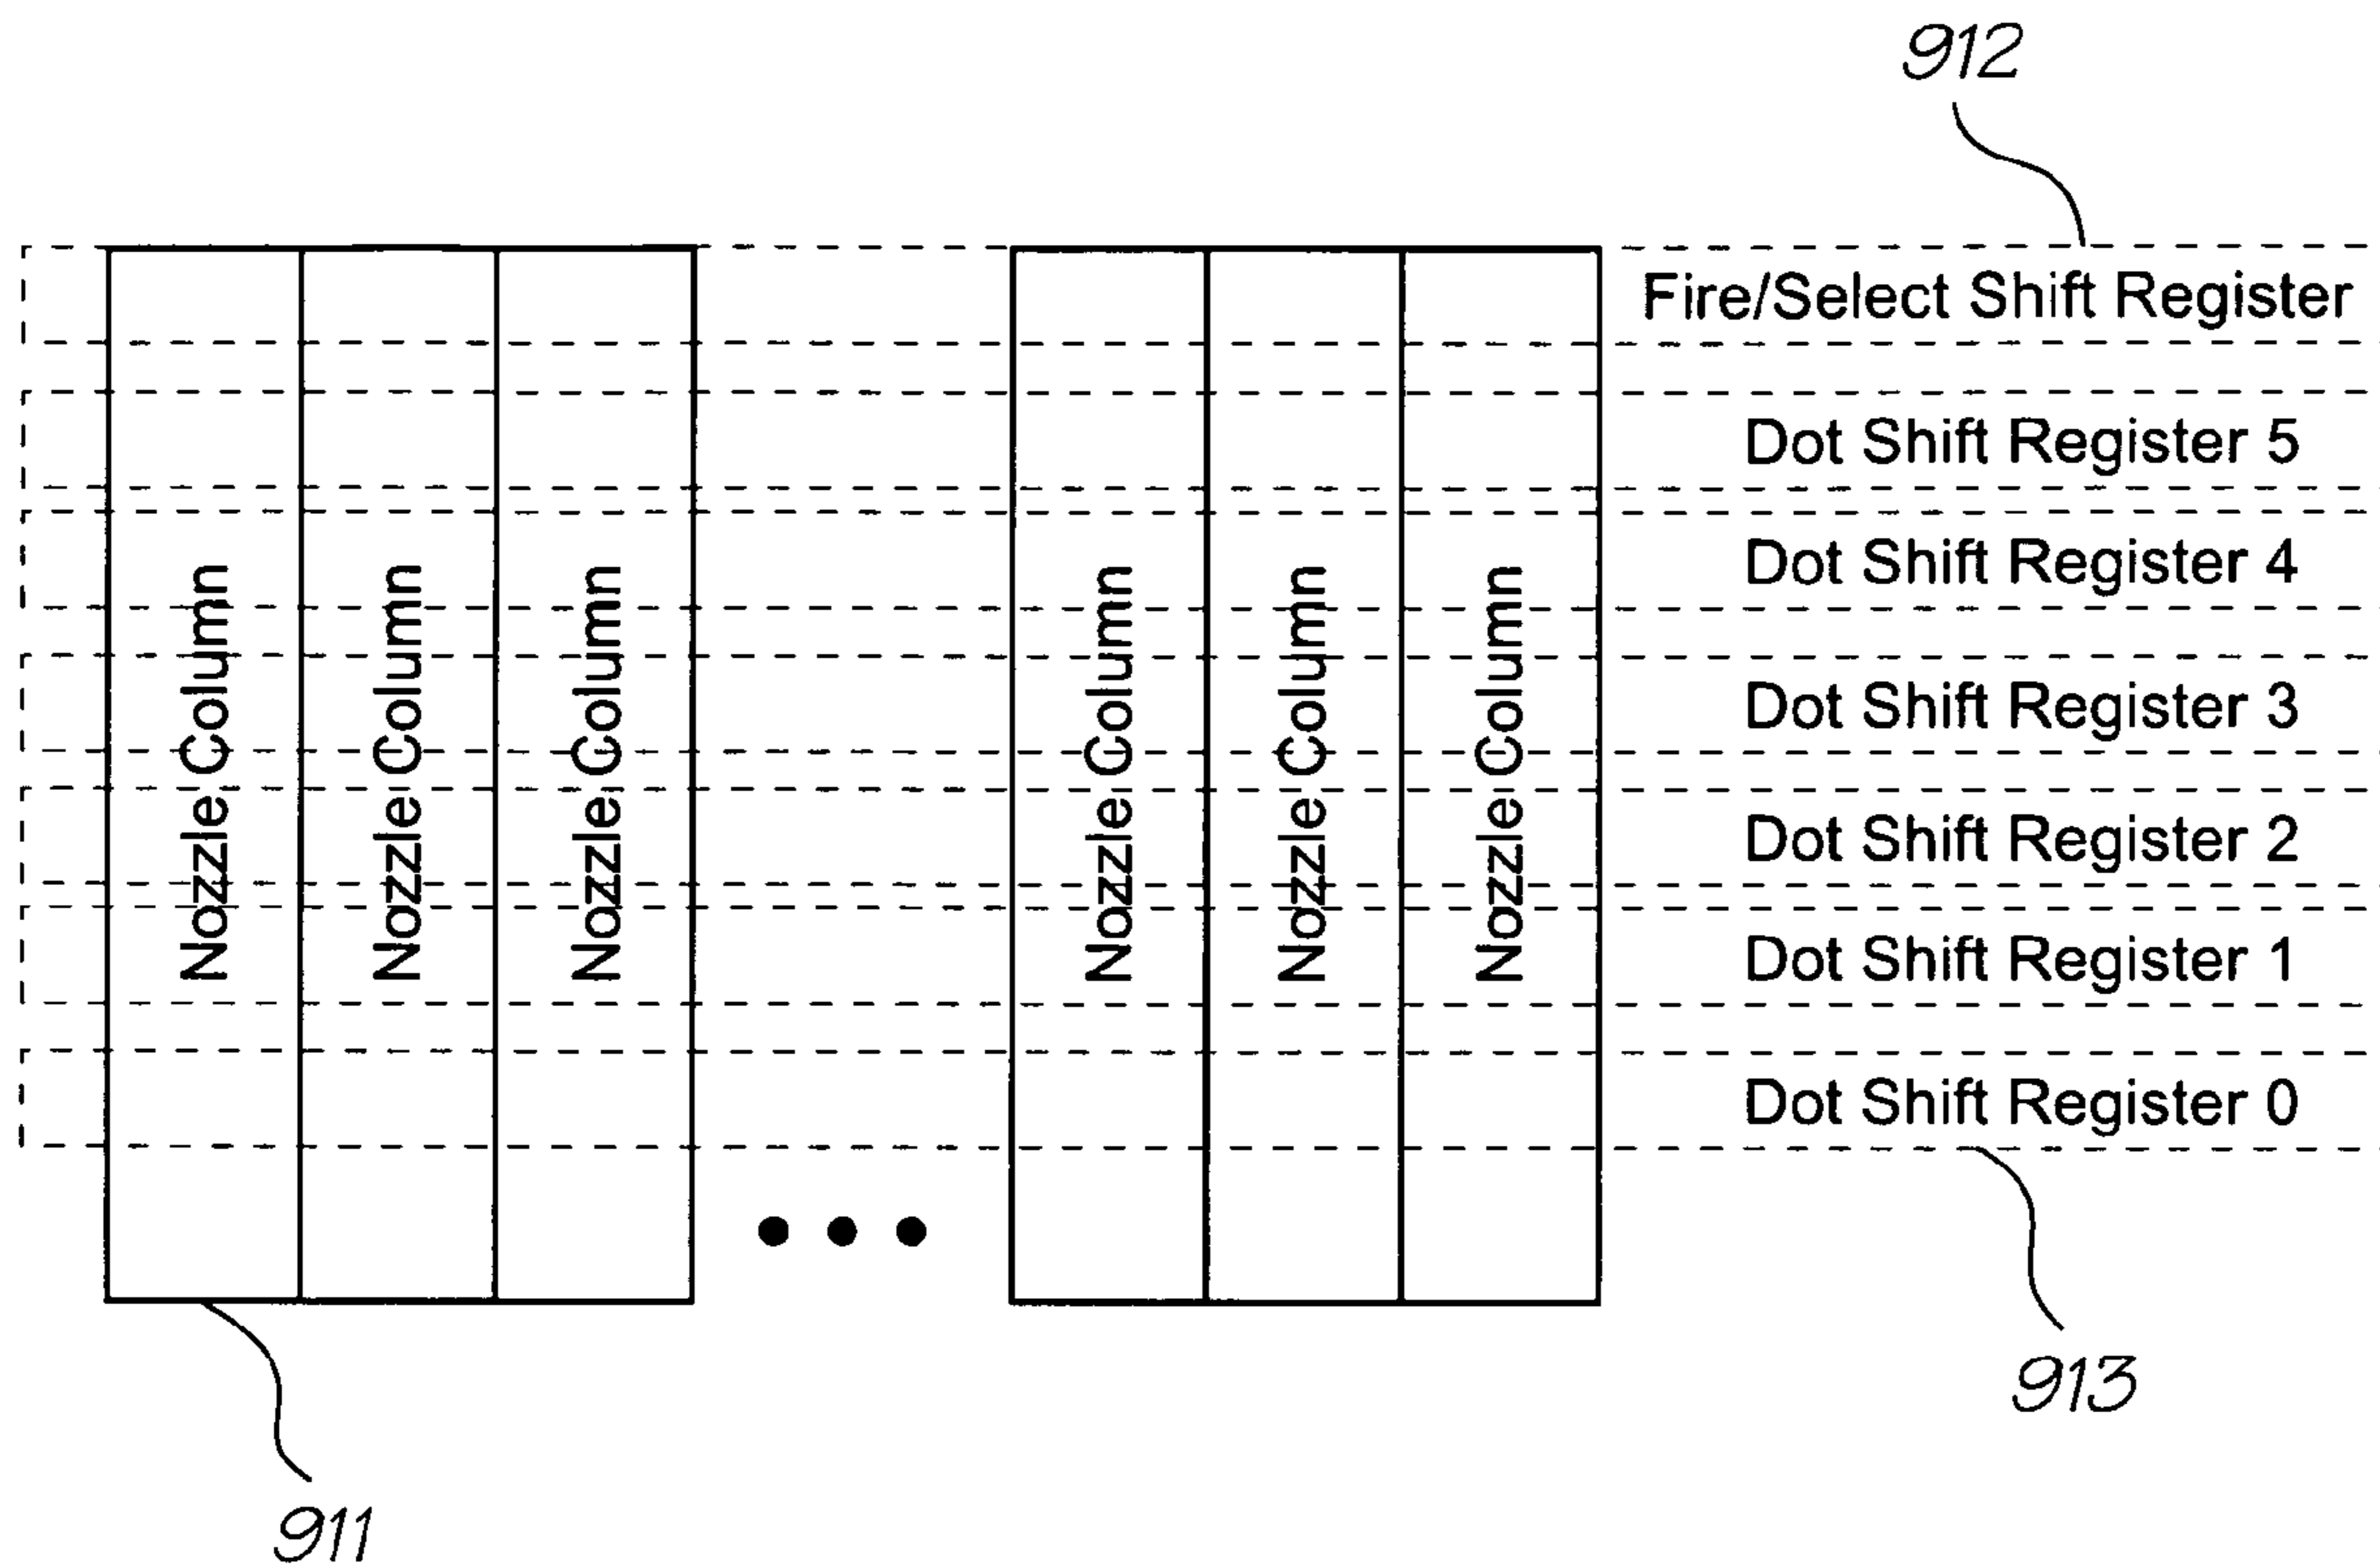 912
Fire/Select Shift Register
Dot Shift Register 5
Dot Shift Register 4
Dot Shift Register 3
Dot Shift Register 2
Dot Shift Register 1
Dot Shift Register 0
Nozzle Column
Nozzle Column
Nozzle Column
Nozzle Column
Nozzle Column
Nozzle Column
913
911